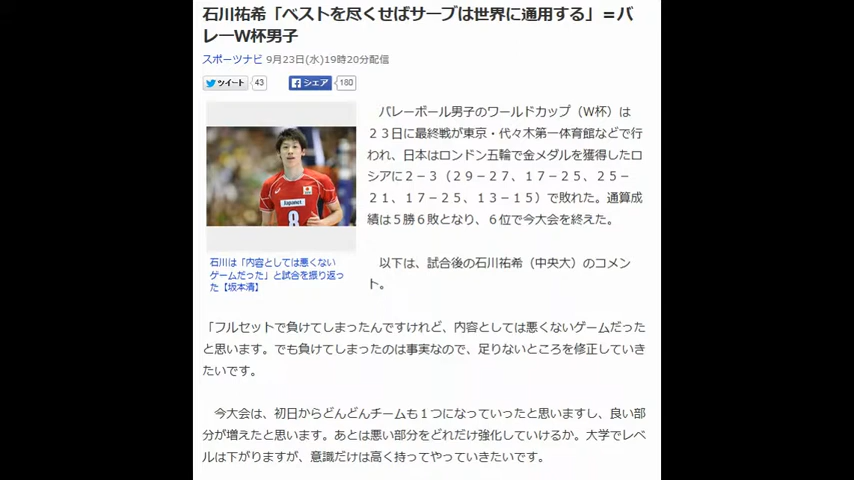 石川祐希「ベストを尽くせばサーブは世界に通用する」＝バ
レーW杯男子
スポーツナビ 9月23日(水)19時20分配信
ツイート 43 シェア 180
バレーボール男子のワールドカップ（W杯）は
２３日に最終戦が東京・代々木第一体育館などで行
われ、日本はロンドン五輪で金メダルを獲得したロ
シアに２－３（２９－２７、１７－２５、２５－
２１、１７－２５、１３－１５）で敗れた。通算成
績は５勝６敗となり、６位で今大会を終えた。
Japanet
8
石川は「内容としては悪くない
ゲームだった」と試合を振り返っ
た【坂本清】
以下は、試合後の石川祐希（中央大）のコメン
ト。
「フルセットで負けてしまったんですけれど、内容としては悪くないゲームだった
と思います。でも負けてしまったのは事実なので、足りないところを修正していき
たいです。
今大会は、初日からどんどんチームも１つになっていったと思いますし、良い部
分が増えたと思います。あとは悪い部分をどれだけ強化していけるか。大学でレベ
ルは下がりますが、意識だけは高く持ってやっていきたいです。